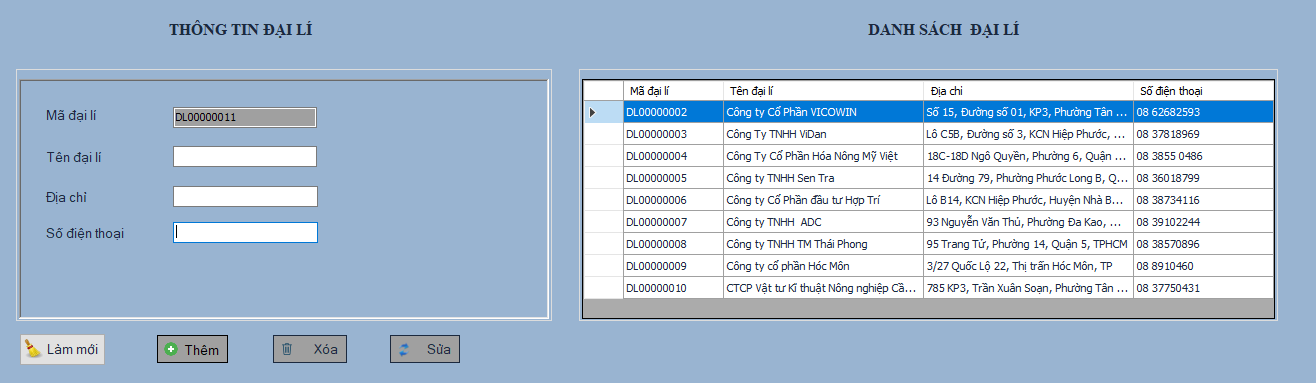 THÔNG TIN ĐẠI LÍ
Mã đại lí
DL00000011
Tên đại lí
Địa chỉ
Số điện thoại
Làm mới
Thêm
Xóa
Sửa
DANH SÁCH ĐẠI LÍ
Mã đại lí Tên đại lí Địa chỉ Số điện thoại
DL00000002 Công ty Cổ Phần VICOWIN Số 15, Đường số 01, KP3, Phường Tân ... 08 62682593
DL00000003 Công Ty TNHH ViDan Lô C5B, Đường số 3, KCN Hiệp Phước, ... 08 37818969
DL00000004 Công Ty Cổ Phần Hóa Nông Mỹ Việt 18C-18D Ngô Quyền, Phường 6, Quận ... 08 3855 0486
DL00000005 Công ty TNHH Sen Tra 14 Đường 79, Phường Phước Long B, Q... 08 36018799
DL00000006 Công ty Cổ Phần đầu tư Hợp Trí Lô B14, KCN Hiệp Phước, Huyện Nhà B... 08 38734116
DL00000007 Công ty TNHH ADC 93 Nguyễn Văn Thủ, Phường Đa Kao, ... 08 39102244
DL00000008 Công ty TNHH TM Thái Phong 95 Trang Tử, Phường 14, Quận 5, TPHCM 08 38570896
DL00000009 Công ty cổ phần Hóc Môn 3/27 Quốc Lộ 22, Thị trấn Hóc Môn, TP 08 8910460
DL00000010 CTCP Vật tư Kĩ thuật Nông nghiệp Cầ... 785 KP3, Trần Xuân Soạn, Phường Tân ... 08 37750431